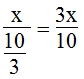 x/(10/3) = 3x/10